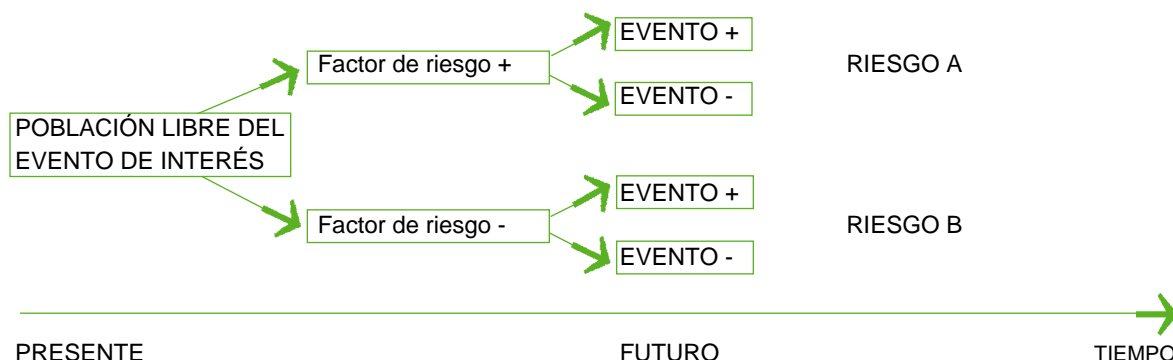 EVENTO +
Factor de riesgo +
RIESGO A
EVENTO -
POBLACIÓN LIBRE DEL
EVENTO DE INTERÉS
EVENTO +
Factor de riesgo -
RIESGO B
EVENTO -
PRESENTE
FUTURO
TIEMPO